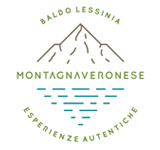 BALDO LESSINIA
MONTAGNAVERONESE
ESPERIENZE AUTENTICHE